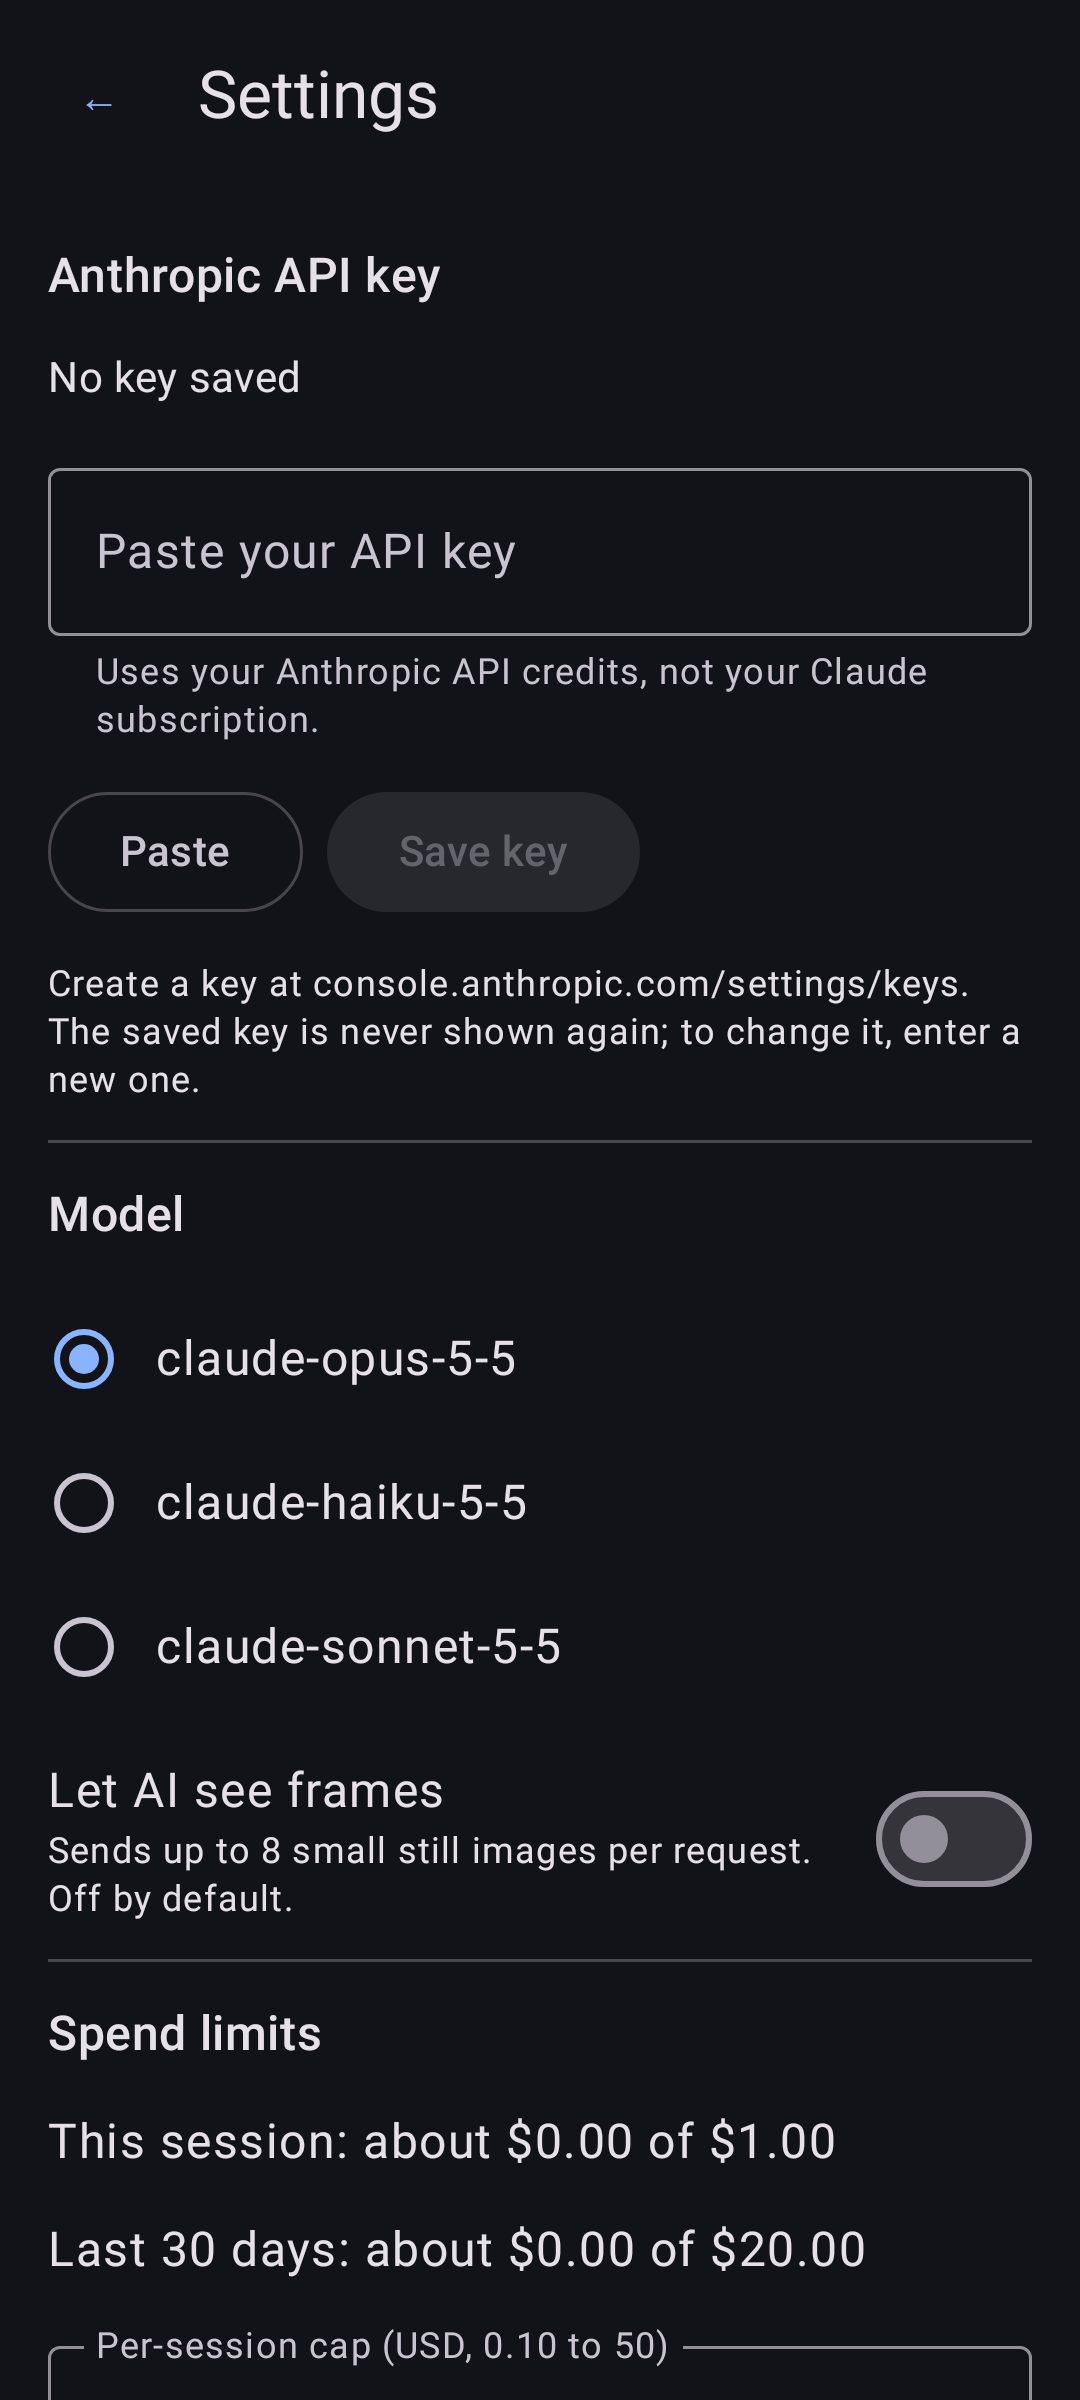 ←
Settings
Anthropic API key
No key saved
Paste your API key
Uses your Anthropic API credits, not your Claude
subscription.
Paste
Save key
Create a key at console.anthropic.com/settings/keys.
The saved key is never shown again; to change it, enter a
new one.
Model
claude-opus-5-5
claude-haiku-5-5
claude-sonnet-5-5
Let AI see frames
Sends up to 8 small still images per request.
Off by default.
Spend limits
This session: about $0.00 of $1.00
Last 30 days: about $0.00 of $20.00
Per-session cap (USD, 0.10 to 50)